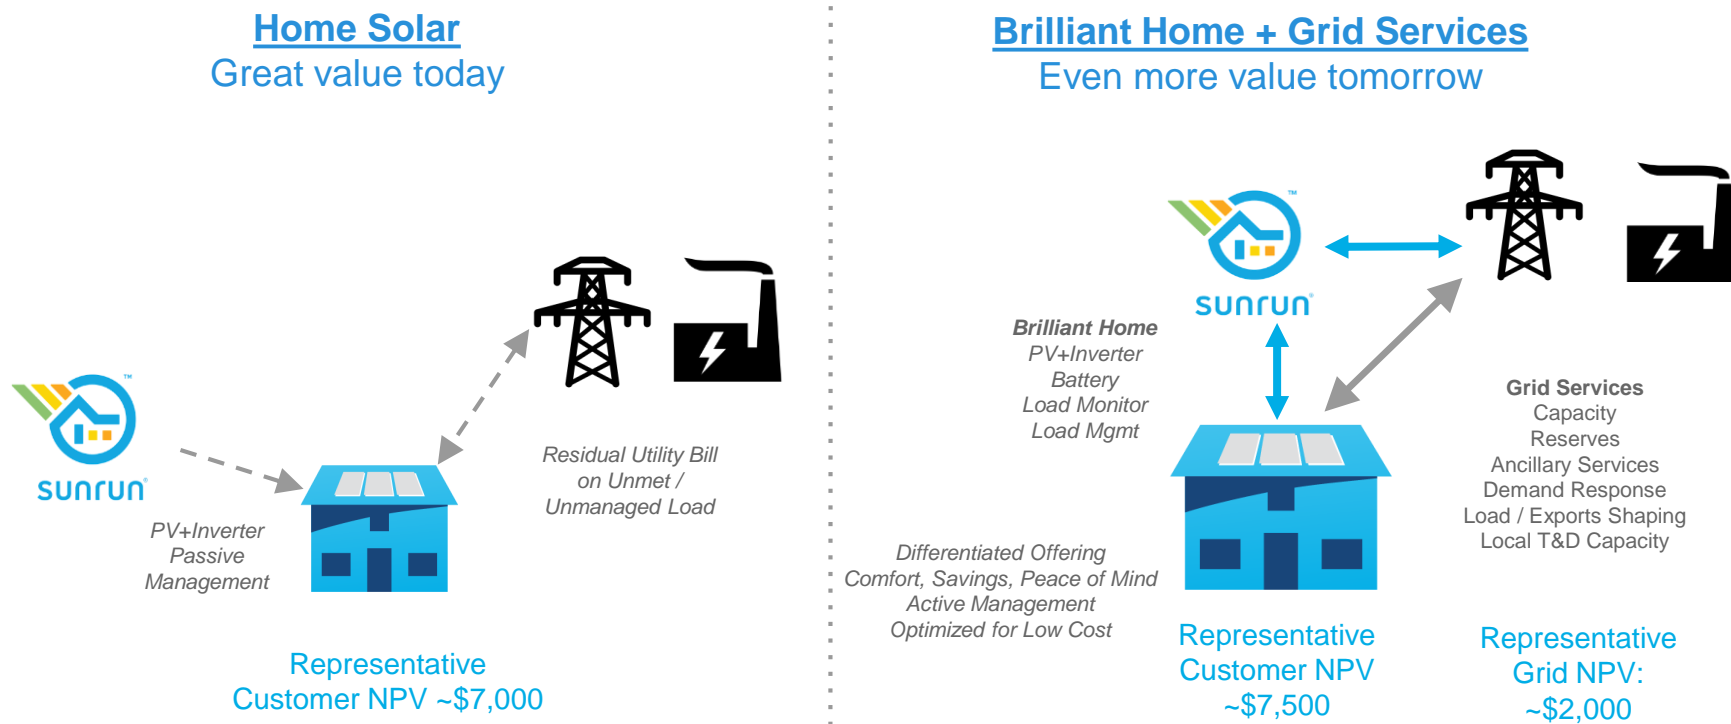 Home Solar
Great value today
sunrun
PV+Inverter
Passive
Management
Residual Utility Bill
on Unmet /
Unmanaged Load
Representative
Customer NPV ~$7,000
Brilliant Home + Grid Services
Even more value tomorrow
™
sunrun
Brilliant Home
PV+Inverter
Battery
Load Monitor
Load Mgmt
Grid Services
Capacity
Reserves
Ancillary Services
Demand Response
Load / Exports Shaping
Local T&D Capacity
Differentiated Offering
Comfort, Savings, Peace of Mind
Active Management
Optimized for Low Cost
Representative
Customer NPV
~$7,500
Representative
Grid NPV:
~$2,000